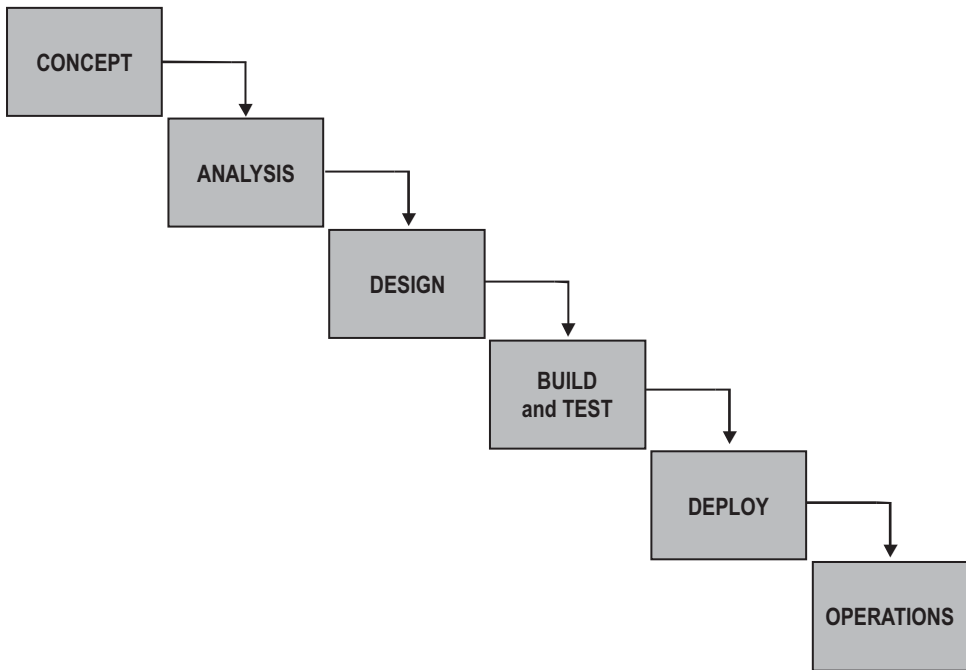 CONCEPT
ANALYSIS
DESIGN
BUILD
and TEST
DEPLOY
OPERATIONS